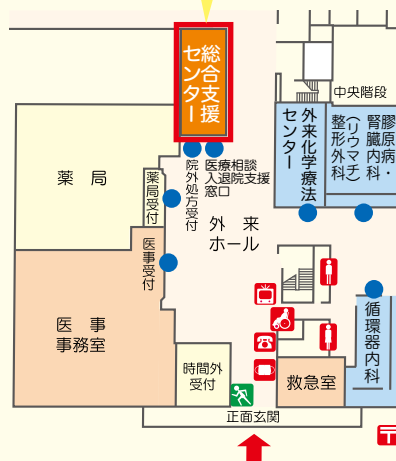 総合支援
センター
中央階段
外来化学療法
センター
膠原病・
腎臓内科
(リウマチ)
整形外科
薬局
薬局受付
院外処方受付
医療相談
入退院支援
窓口
外来
ホール
医事受付
医事
事務室
循環器内科
時間外
受付
救急室
正面玄関
〒